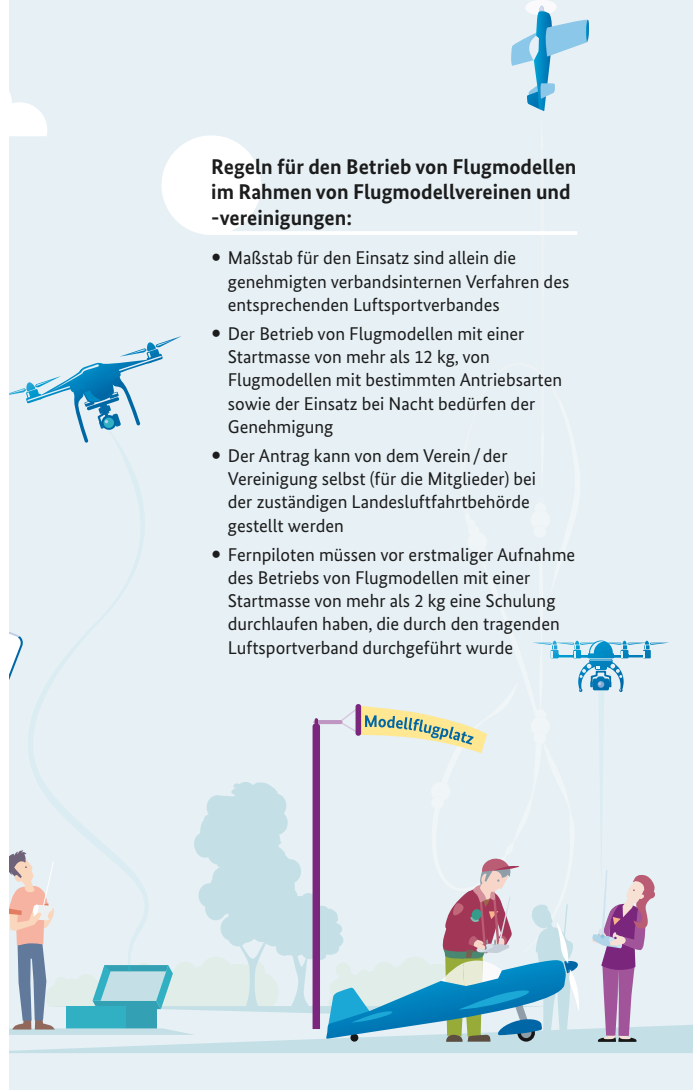 Regeln für den Betrieb von Flugmodellen
im Rahmen von Flugmodellvereinen und
-vereinigungen:
• Maßstab für den Einsatz sind allein die
genehmigten verbandsinternen Verfahren des
entsprechenden Luftsportverbandes
• Der Betrieb von Flugmodellen mit einer
Startmasse von mehr als 12 kg, von
Flugmodellen mit bestimmten Antriebsarten
sowie der Einsatz bei Nacht bedürfen der
Genehmigung
• Der Antrag kann von dem Verein / der
Vereinigung selbst (für die Mitglieder) bei
der zuständigen Landesluftfahrtbehörde
gestellt werden
• Fernpiloten müssen vor erstmaliger Aufnahme
des Betriebs von Flugmodellen mit einer
Startmasse von mehr als 2 kg eine Schulung
durchlaufen haben, die durch den tragenden
Luftsportverband durchgeführt wurde
Modellflugplatz